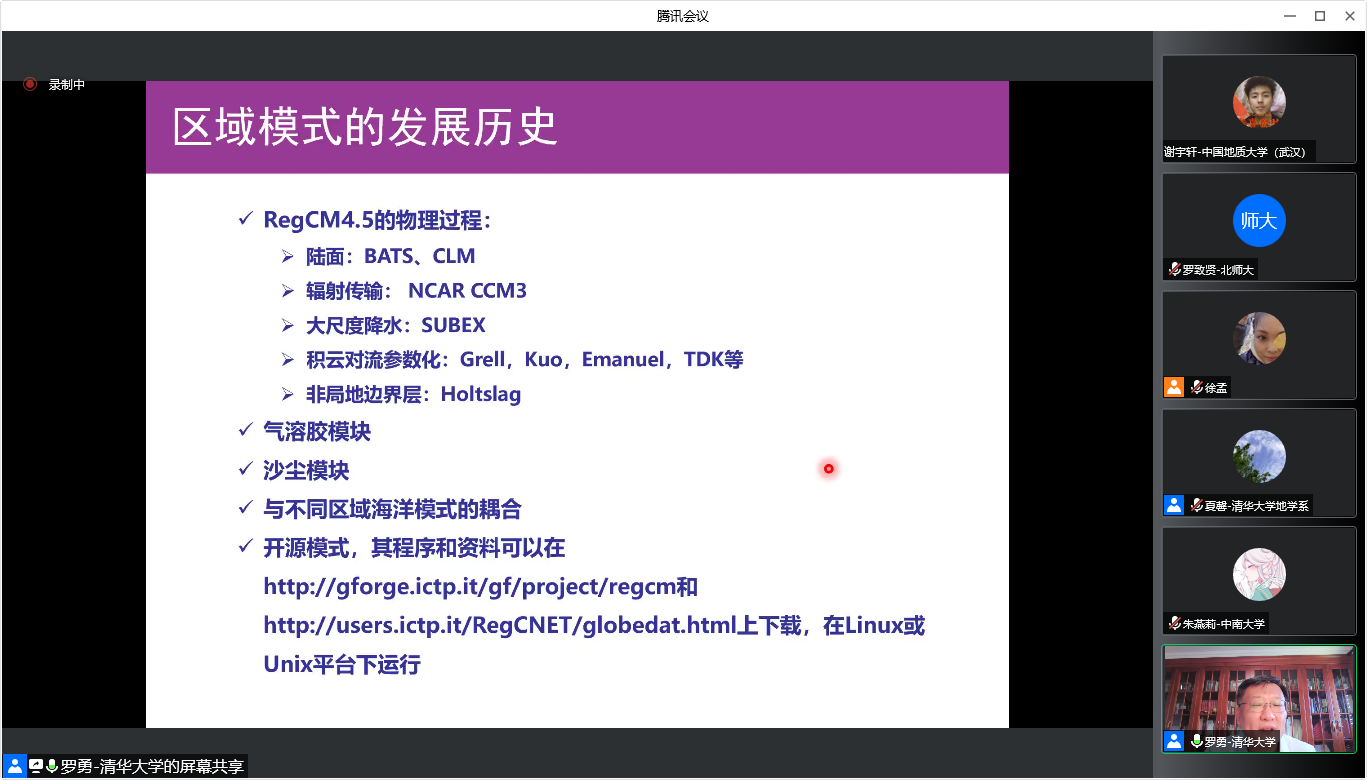 腾讯会议
录制中
区域模式的发展历史
RegCM4.5的物理过程：
陆面：BATS、CLM
辐射传输： NCAR CCM3
大尺度降水：SUBEX
积云对流参数化：Grell，Kuo，Emanuel，TDK等
非局地边界层：Holtslag
气溶胶模块
沙尘模块
与不同区域海洋模式的耦合
开源模式，其程序和资料可以在
http://gforge.ictp.it/gf/project/regcm和
http://users.ictp.it/RegCNET/globedat.html上下载，在Linux或
Unix平台下运行
罗勇-清华大学的屏幕共享
谢宇轩-中国地质大学（武汉）
师大
罗致贤-北师大
徐孟
夏馨-清华大学地学系
朱燕莉-中南大学
罗勇-清华大学